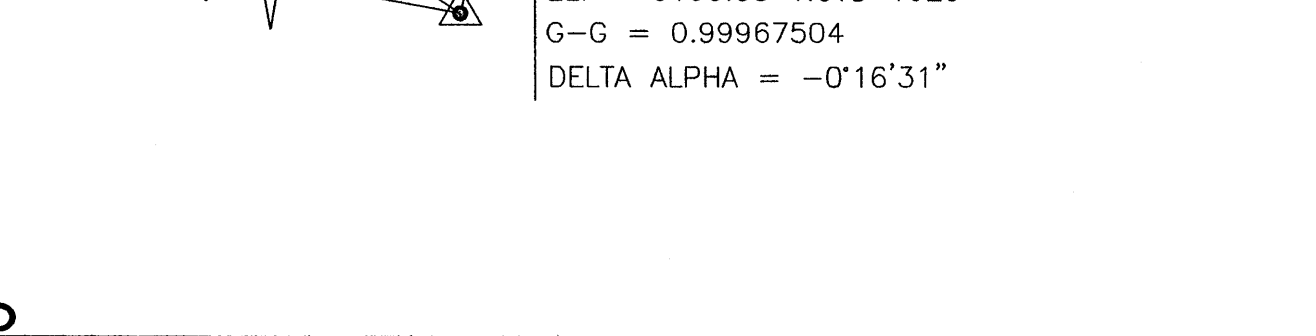 G-G = 0.99967504
DELTA ALPHA = -0°16'31"